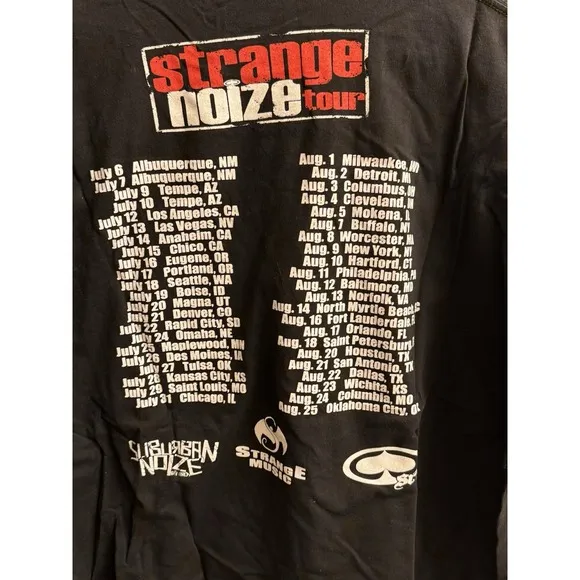 strange
noize tour
July 6 Albuquerque, NM
July 7 Albuquerque, NM
July 9 Tempe, AZ
July 10 Tempe, AZ
July 12 Los Angeles, CA
July 13 Las Vegas, NV
July 14 Anaheim, CA
July 15 Chico, CA
July 16 Eugene, OR
July 17 Portland, OR
July 18 Seattle, WA
July 19 Boise, ID
July 20 Magna, UT
July 21 Denver, CO
July 22 Rapid City, SD
July 24 Omaha, NE
July 25 Maplewood, MN
July 26 Des Moines, IA
July 27 Tulsa, OK
July 28 Kansas City, KS
July 29 Saint Louis, MO
July 31 Chicago, IL
Aug. 1 Milwaukee, WI
Aug. 2 Detroit, MI
Aug. 3 Columbus, OH
Aug. 4 Cleveland,
Aug. 5 Mokena, IL
Aug. 7 Buffalo, NY
Aug. 8 Worcester, MA
Aug. 9 New York, NY
Aug. 10 Hartford, CT
Aug. 11 Philadelphia, PA
Aug. 12 Baltimore, MD
Aug. 13 Norfolk, VA
Aug. 14 North Myrtle Beach,
Aug. 16 Fort Lauderdale,
Aug. 17 Orlando, FL
Aug. 18 Saint Petersburg,
Aug. 20 Houston, TX
Aug. 21 San Antonio, TX
Aug. 22 Dallas, TX
Aug. 23 Wichita, KS
Aug. 24 Columbia, MO
Aug. 25 Oklahoma City,
SUBURBAN
NOIZE
STRANGE
MUSIC